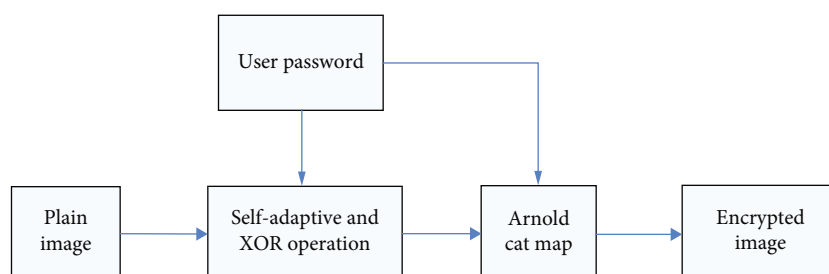 User password
Plain
image
Self-adaptive and
XOR operation
Arnold
cat map
Encrypted
image